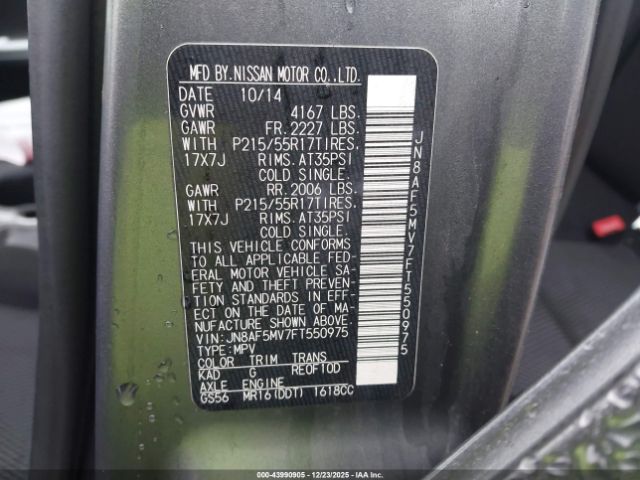 MFD BY. NISSAN MOTOR CO.,LTD.
DATE 10/14
GVWR 4167 LBS.
GAWR FR. 2227 LBS.
WITH P215/55R17TIRES.
17X7J RIMS. AT35PSI
COLD SINGLE.
GAWR RR. 2006 LBS.
WITH P215/55R17TIRES.
17X7J RIMS. AT35PSI
COLD SINGLE.
THIS VEHICLE CONFORMS
TO ALL APPLICABLE FED-
ERAL MOTOR VEHICLE SA-
FETY AND THEFT PREVEN-
TION STANDARDS IN EFF-
ECT ON THE DATE OF MA-
NUFACTURE SHOWN ABOVE.
VIN: JN8AF5MV7FT550975
TYPE: MPV
COLOR TRIM TRANS
KAD G RE0F10D
AXLE ENGINE
GS56 MR16(DDT) 1618CC
JN8AF5MV7FT550975
000-43990905 - 12/23/2025 - IAAI.COM